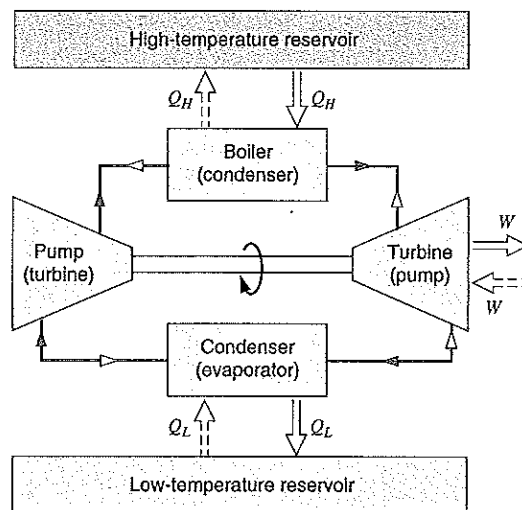 High-temperature reservoir
Q_H
Q_H
Boiler
(condenser)
W
Pump
(turbine)
Turbine
(pump)
W
Condenser
(evaporator)
Q_L
Q_L
Low-temperature reservoir